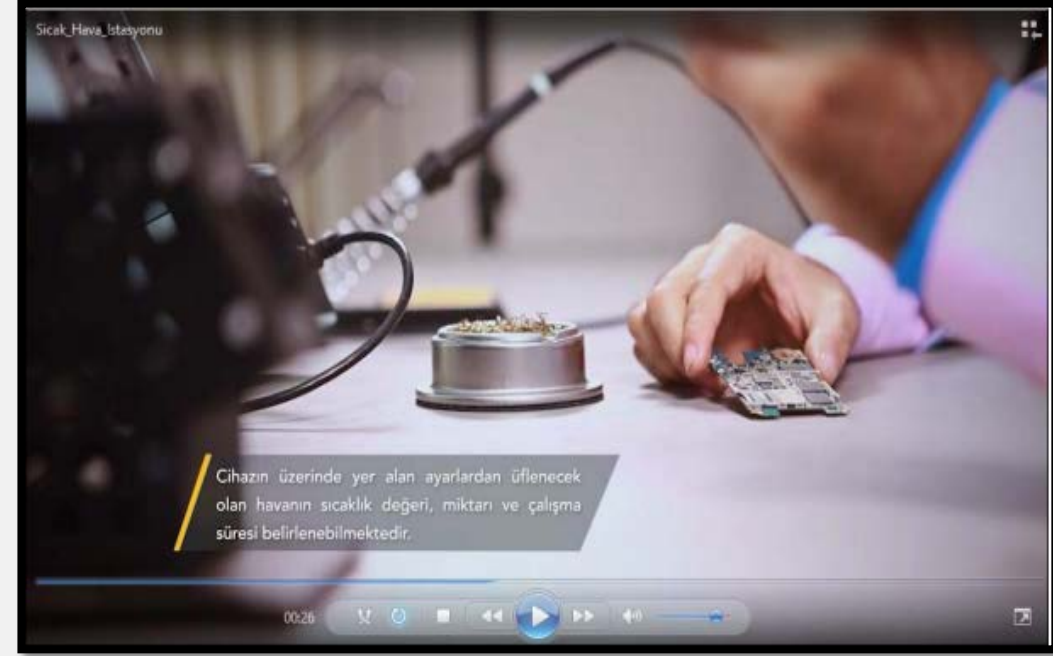 Sicak_Hava_Istasyonu
Cihazın üzerinde yer alan ayarlardan üflenecek
olan havanın sıcaklık değeri, miktarı ve çalışma
süresi belirlenebilmektedir.
00:26